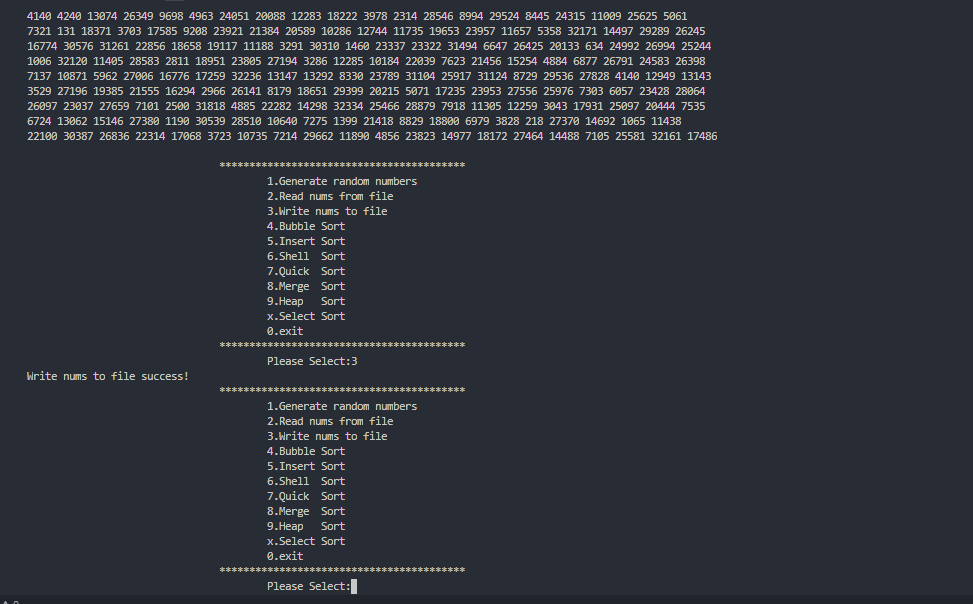 4140 4240 13074 26349 9698 4963 24051 20088 12283 18222 3978 2314 28546 8994 29524 8445 24315 11009 25625 5061
7321 131 18371 3703 17585 9208 23921 21384 20589 10286 12744 11735 19653 23957 11657 5358 32171 14497 29289 26245
16774 30576 31261 22856 18658 19117 11188 3291 30310 1460 23337 23322 31494 6647 26425 20133 634 24992 26994 25244
1006 32120 11405 28583 2811 18951 23805 27194 3286 12285 10184 22039 7623 21456 15254 4884 6877 26791 24583 26398
7137 10871 5962 27006 16776 17259 32236 13147 13292 8330 23789 31104 25917 31124 8729 29536 27828 4140 12949 13143
3529 27196 19385 21555 16294 2966 26141 8179 18651 29399 20215 5071 17235 23953 27556 25976 7303 6057 23428 28064
26097 23037 27659 7101 2500 31818 4885 22282 14298 32334 25466 28879 7918 11305 12259 3043 17931 25097 20444 7535
6724 13062 15146 27380 1190 30539 28510 10640 7275 1399 21418 8829 18800 6979 3828 218 27370 14692 1065 11438
22100 30387 26836 22314 17068 3723 10735 7214 29662 11890 4856 23823 14977 18172 27464 14488 7105 25581 32161 17486
*****************************************
1.Generate random numbers
2.Read nums from file
3.Write nums to file
4.Bubble Sort
5.Insert Sort
6.Shell  Sort
7.Quick  Sort
8.Merge  Sort
9.Heap   Sort
x.Select Sort
0.exit
*****************************************
Please Select:3
Write nums to file success!
*****************************************
1.Generate random numbers
2.Read nums from file
3.Write nums to file
4.Bubble Sort
5.Insert Sort
6.Shell  Sort
7.Quick  Sort
8.Merge  Sort
9.Heap   Sort
x.Select Sort
0.exit
*****************************************
Please Select: